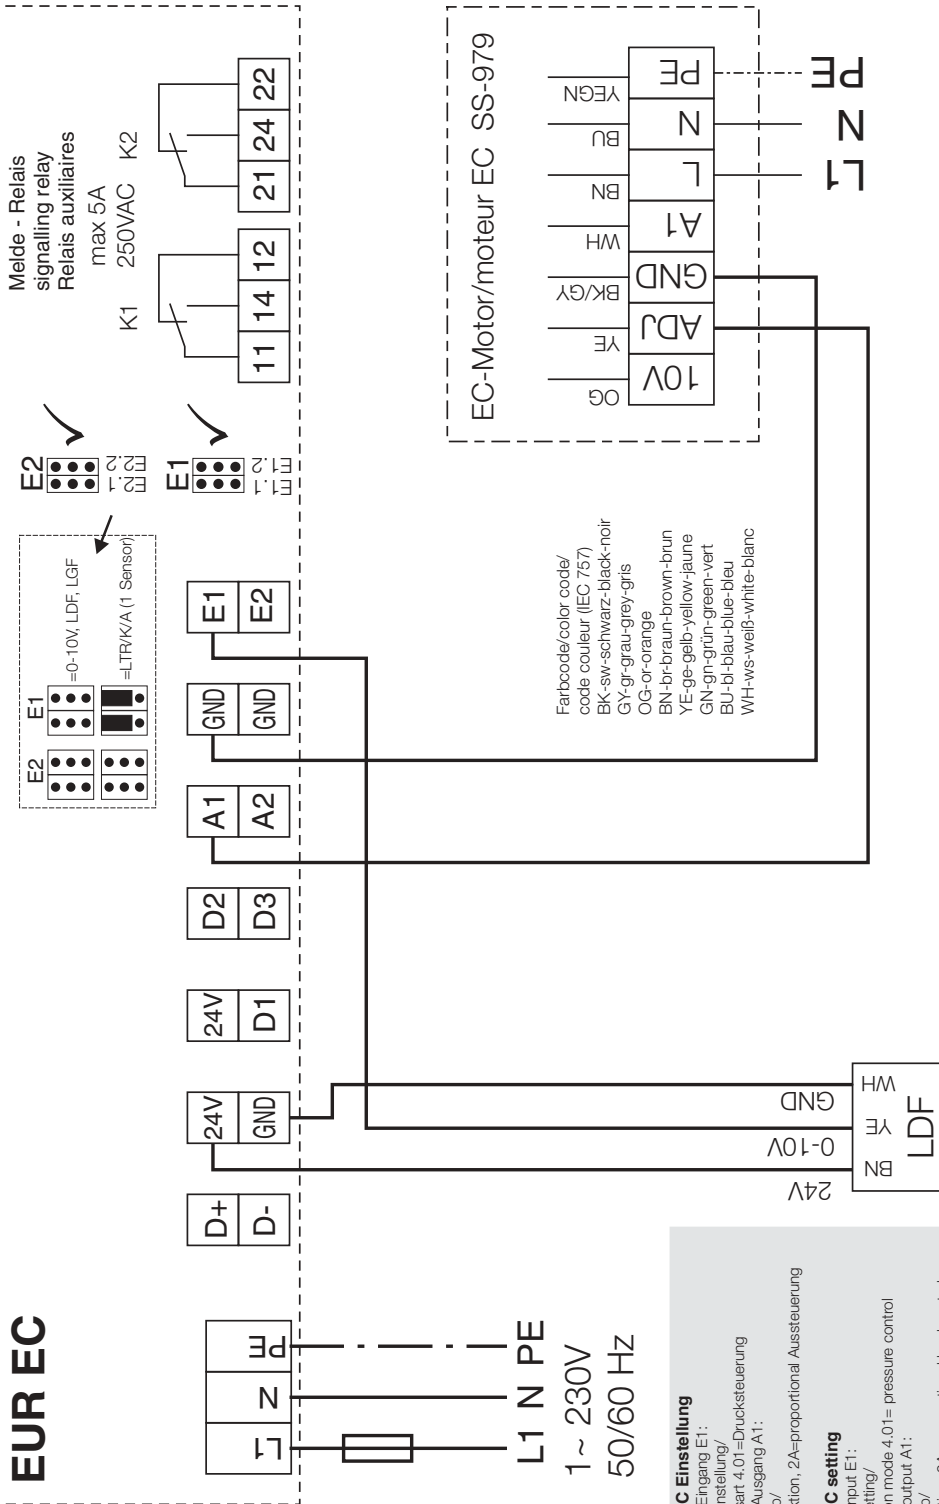 EUR EC
L1
N
PE
L1 N PE
1~ 230V
50/60 Hz
D+
D-
24V
GND
24V
D1
D2
D3
A1
A2
GND
GND
E1
E2
E2 E1
=0-10V, LDF, LGF
=LTR/K/A (1 Sensor)
E2
E2.1
E2.2
E1
E1.1
E1.2
Melde - Relais
signalling relay
Relais auxiliaires
max 5A
250VAC
K1
K2
11
14
12
21
24
22
EC-Motor/moteur EC SS-979
OG
YE
BK/GY
WH
BN
BU
YEGN
10V
ADJ
GND
A1
L
N
PE
L1
N
PE
Farbcode/color code/
code couleur (IEC 757)
BK-sw-schwarz-black-noir
GY-gr-grau-grey-gris
OG-or-orange
BN-br-braun-brown-brun
YE-ge-gelb-yellow-jaune
GN-gn-grün-green-vert
BU-bl-blau-blue-bleu
WH-ws-weiß-white-blanc
24V
0-10V
GND
BN
YE
WH
LDF
C Einstellung
Eingang E1:
nstellung/
sart 4.01=Drucksteuerung
Ausgang A1:
tion, 2A=proportional Aussteuerung
C setting
nput E1:
etting/
on mode 4.01= pressure control
utput A1: